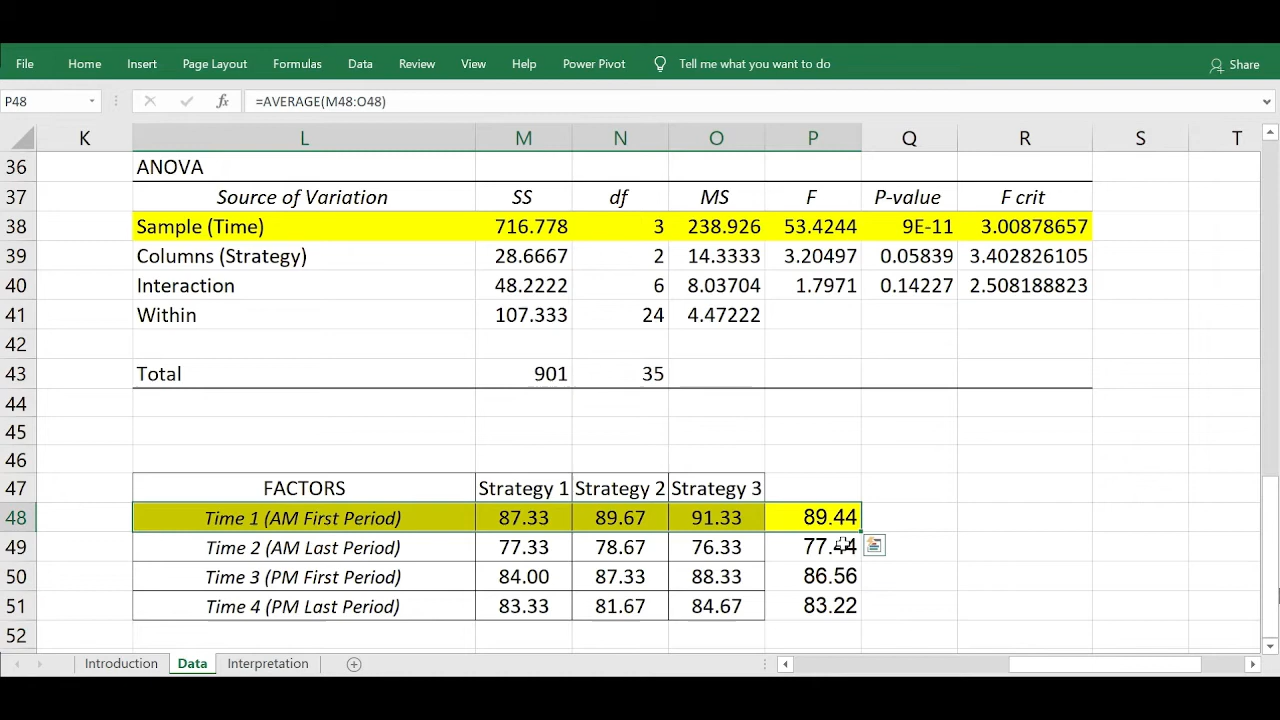 File Home Insert Page Layout Formulas Data Review View Help Power Pivot Tell me what you want to do Share
P48 fx =AVERAGE(M48:O48)
K L M N O P Q R S T
36 ANOVA
37 Source of Variation SS df MS F P-value F crit
38 Sample (Time) 716.778 3 238.926 53.4244 9E-11 3.00878657
39 Columns (Strategy) 28.6667 2 14.3333 3.20497 0.05839 3.402826105
40 Interaction 48.2222 6 8.03704 1.7971 0.14227 2.508188823
41 Within 107.333 24 4.47222
42
43 Total 901 35
44
45
46
47 FACTORS Strategy 1 Strategy 2 Strategy 3
48 Time 1 (AM First Period) 87.33 89.67 91.33 89.44
49 Time 2 (AM Last Period) 77.33 78.67 76.33 77.44
50 Time 3 (PM First Period) 84.00 87.33 88.33 86.56
51 Time 4 (PM Last Period) 83.33 81.67 84.67 83.22
52
Introduction Data Interpretation